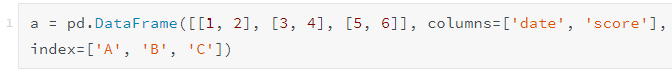 1 a = pd.DataFrame([[1, 2], [3, 4], [5, 6]], columns=['date', 'score'],
index=['A', 'B', 'C'])